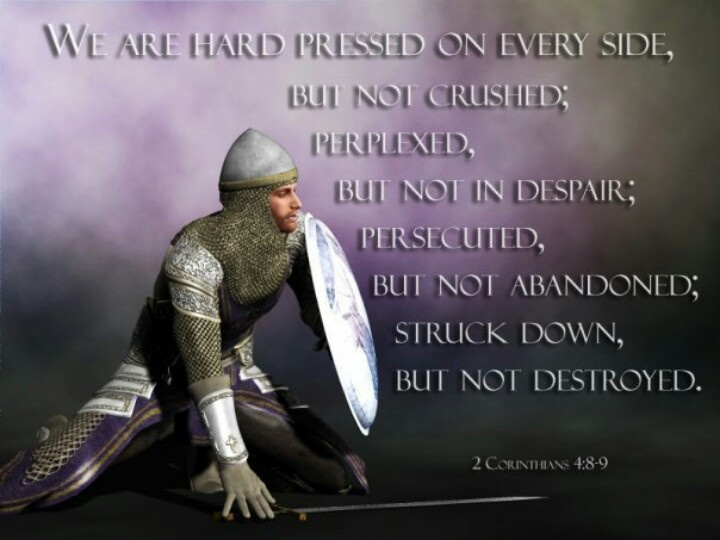 We are hard pressed on every side,
but not crushed;
perplexed,
but not in despair;
persecuted,
but not abandoned;
struck down,
but not destroyed.
2 Corinthians 4:8-9